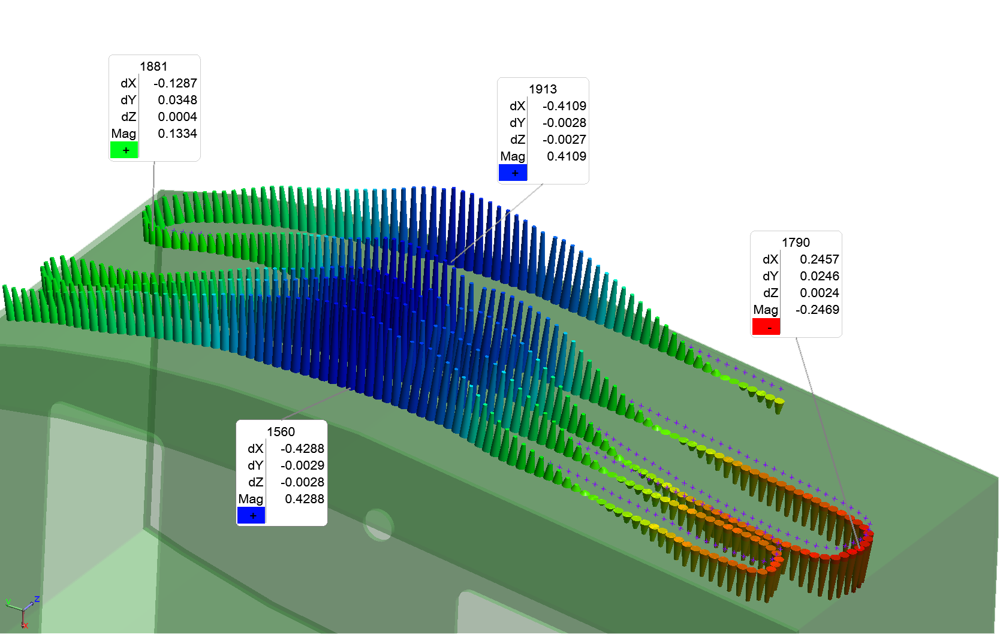 1881
dX -0.1287
dY 0.0348
dZ 0.0004
Mag 0.1334
+
1913
dX -0.4109
dY -0.0028
dZ -0.0027
Mag 0.4109
+
1790
dX 0.2457
dY 0.0246
dZ 0.0024
Mag -0.2469
-
1560
dX -0.4288
dY -0.0029
dZ -0.0028
Mag 0.4288
+
Y Z
X